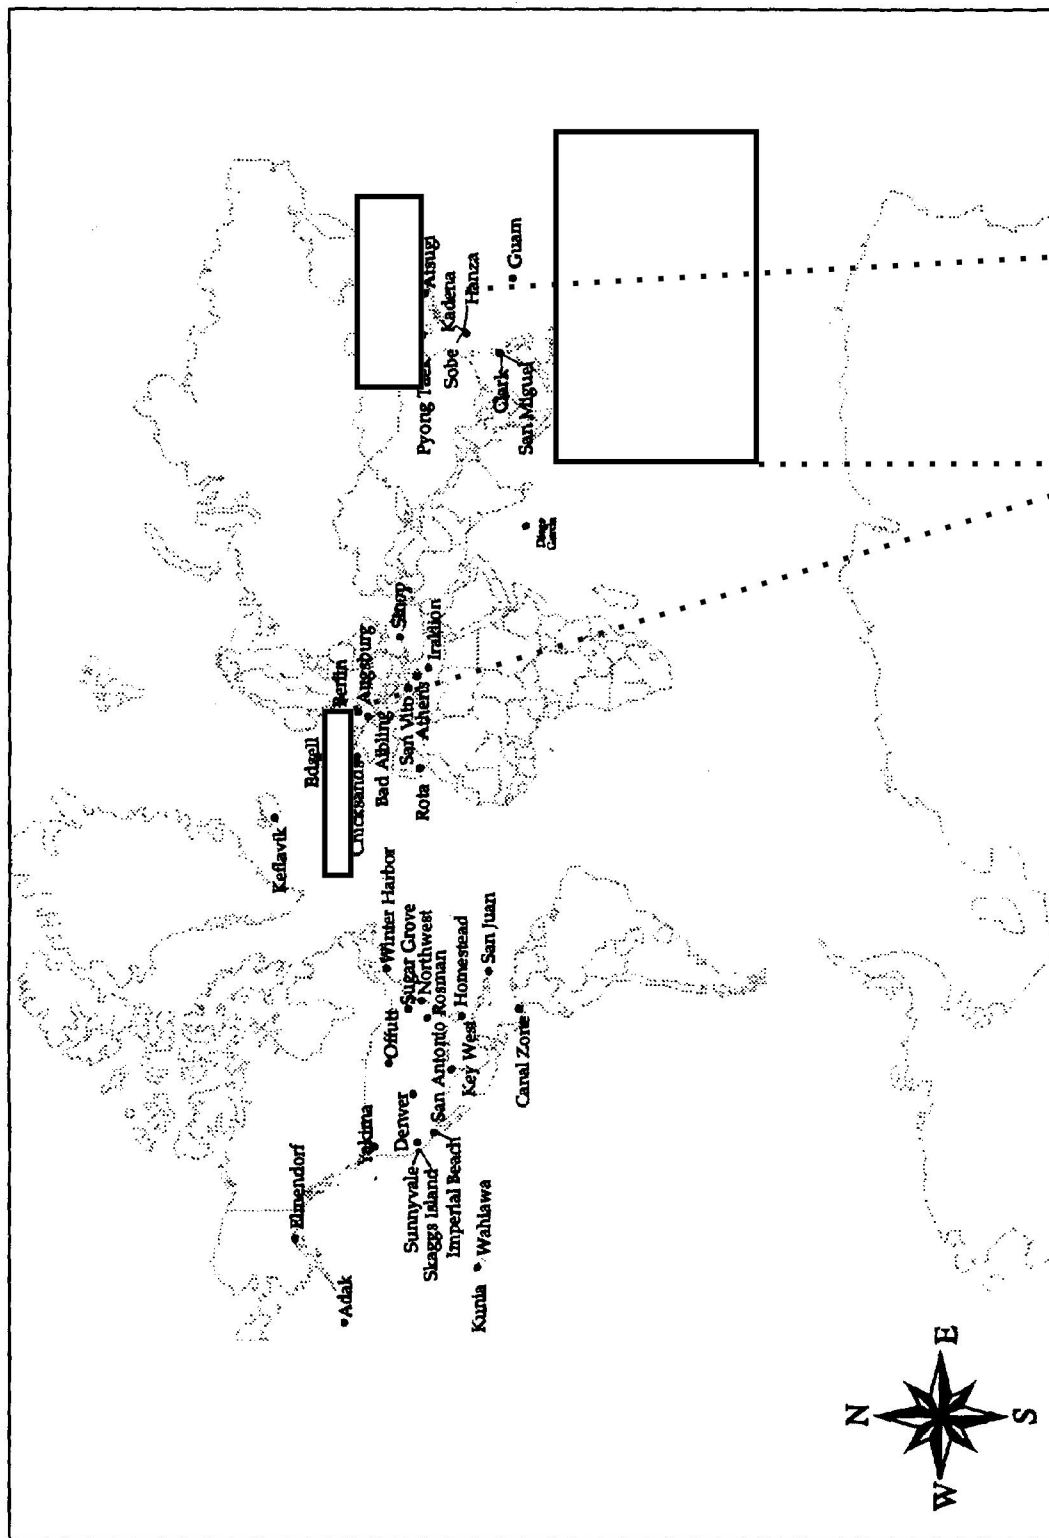 Adak
Elmendorf
Yakima
Sunnyvale
Skaggs Island
Imperial Beach
Kunia
Wahiawa
Denver
Offutt
San Antonio
Key West
Canal Zone
Winter Harbor
Sugar Grove
Northwest
Rosman
Homestead
San Juan
Keflavik
Edzell
Chicksands
Berlin
Augsburg
Bad Aibling
San Vito
Rota
Athens
Sinop
Iraklion
Diego
Garcia
Pyong Taek
Atsugi
Sobe
Kadena
Hanza
Clark
San Miguel
Guam
N
W
E
S